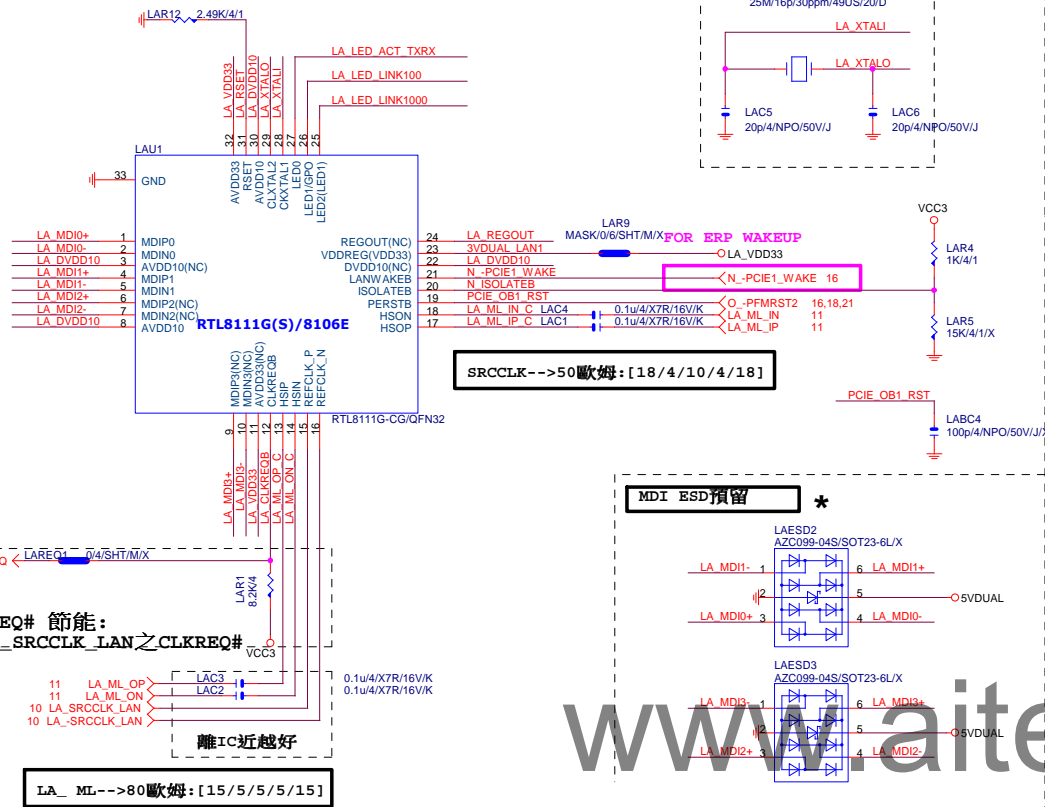 25M/16p/30ppm/49US/20/D
LAR12 2.49K/4/1
LA_XTALI
LA_XTALO
LAC5
20p/4/NPO/50V/J
LAC6
20p/4/NPO/50V/J
LA_LED_ACT_TXRX
LA_LED_LINK100
LA_LED_LINK1000
LA_VDD33
LA_RSET
LA_DVDD10
LA_XTALO
LA_XTALI
32 31 30 29 28 27 26 25
LAU1
AVDD33
RSET
AVDD10
CLXTAL2
CKXTAL1
LED0
LED1/GPO
LED2(LED1)
33 GND
LA_MDI0+ 1 MDIP0
LA_MDI0- 2 MDIN0
LA_DVDD10 3 AVDD10(NC)
LA_MDI1+ 4 MDIP1
LA_MDI1- 5 MDIN1
LA_MDI2+ 6 MDIP2(NC)
LA_MDI2- 7 MDIN2(NC)
LA_DVDD10 8 AVDD10
RTL8111G(S)/8106E
REGOUT(NC) 24 LA_REGOUT
VDDREG(VDD33) 23 3VDUAL_LAN1
DVDD10(NC) 22 LA_DVDD10
LANWAKEB 21 N_-PCIE1_WAKE
ISOLATEB 20 N_ISOLATEB
PERSTB 19 PCIE_OB1_RST
HSON 18 LA_ML_IN_C LAC4 0.1u/4/X7R/16V/K
HSOP 17 LA_ML_IP_C LAC1 0.1u/4/X7R/16V/K
LAR9
MASK/0/6/SHT/M/X
FOR ERP WAKEUP
LA_VDD33
N_-PCIE1_WAKE 16
O_-PFMRST2 16,18,21
LA_ML_IN 11
LA_ML_IP 11
VCC3
LAR4
1K/4/1
LAR5
15K/4/1/X
SRCCLK-->50歐姆:[18/4/10/4/18]
MDIP3(NC)
MDIN3(NC)
AVDD33(NC)
CLKREQB
HSIP
HSIN
REFCLK_P
REFCLK_N
RTL8111G-CG/QFN32
9 10 11 12 13 14 15 16
LA_MDI3+
LA_MDI3-
LA_VDD33
LA_CLKREQB
LA_ML_OP_C
LA_ML_ON_C
PCIE_OB1_RST
LABC4
100p/4/NPO/50V/J/X
MDI ESD預留 *
LAESD2
AZC099-04S/SOT23-6L/X
LA_MDI1- 1 6 LA_MDI1+
2 5 5VDUAL
LA_MDI0+ 3 4 LA_MDI0-
LAESD3
AZC099-04S/SOT23-6L/X
LA_MDI3- 1 6 LA_MDI3+
2 5 5VDUAL
LA_MDI2+ 3 4 LA_MDI2-
Q LAREQ1 0/4/SHT/M/X
LAR1
8.2K/4
EQ# 節能:
_SRCCLK_LAN之CLKREQ#
VCC3
11 LA_ML_OP LAC3 0.1u/4/X7R/16V/K
11 LA_ML_ON LAC2 0.1u/4/X7R/16V/K
10 LA_SRCCLK_LAN
10 LA_-SRCCLK_LAN
離IC近越好
LA_ ML-->80歐姆:[15/5/5/5/15]
www.aite